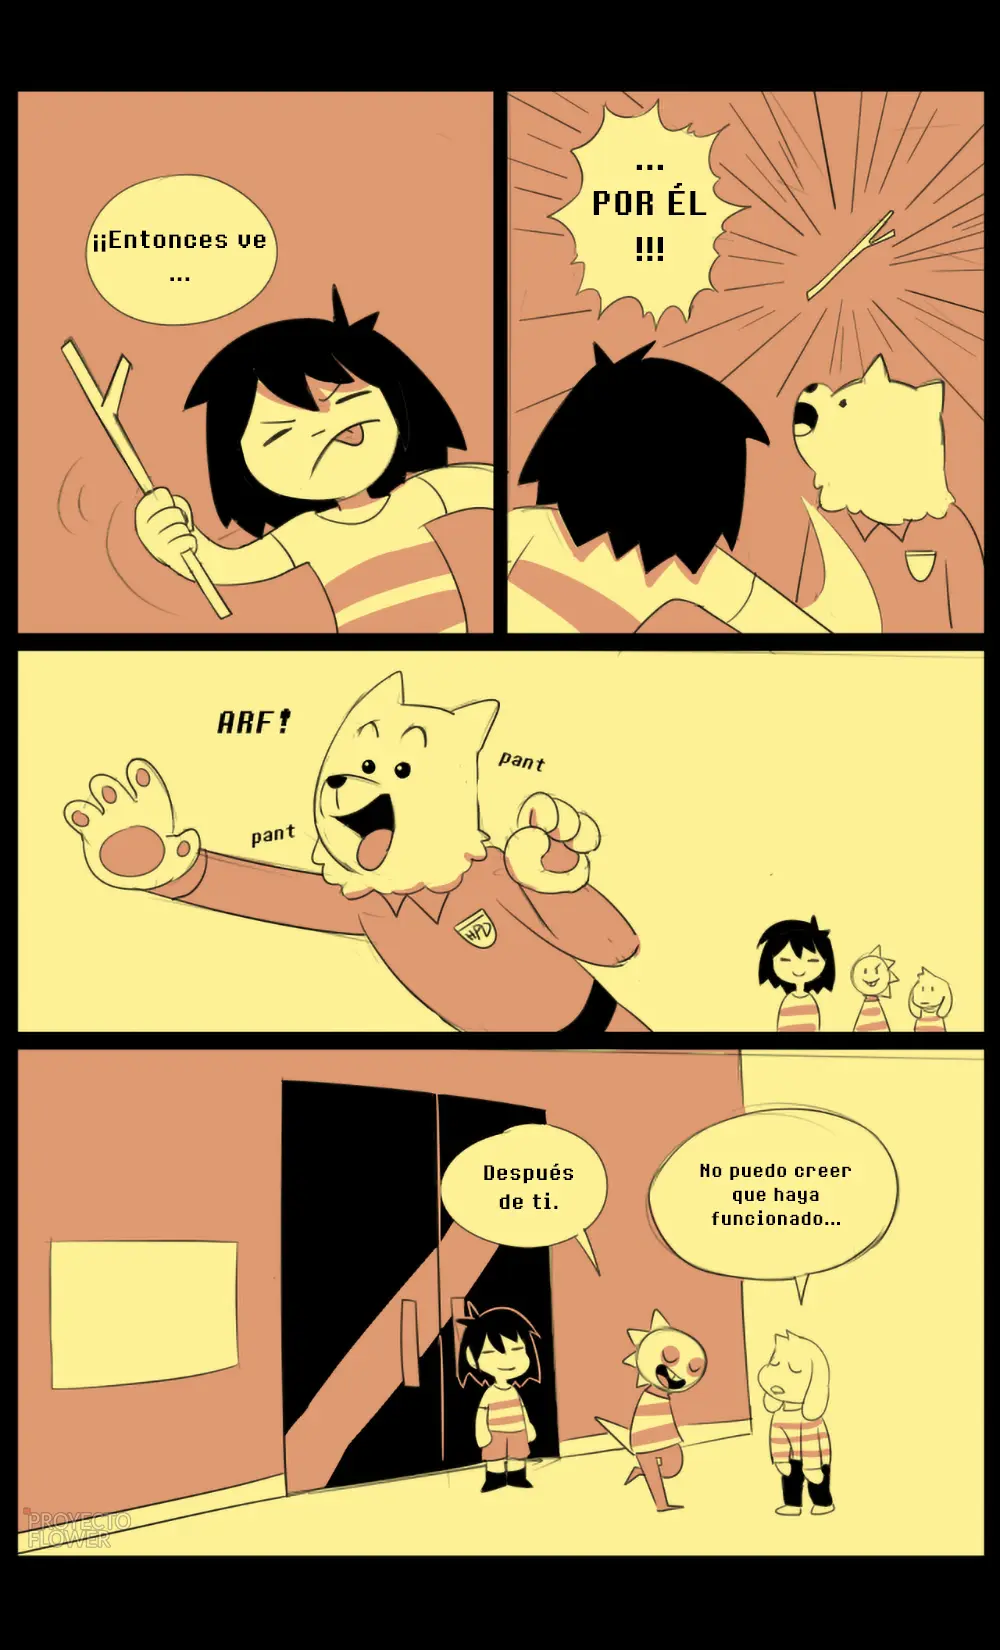 ¡¡Entonces ve
...
...
POR ÉL
!!!
ARF!
pant
pant
HPD
Después
de ti.
No puedo creer
que haya
funcionado...
PROYECTO
FLOWER